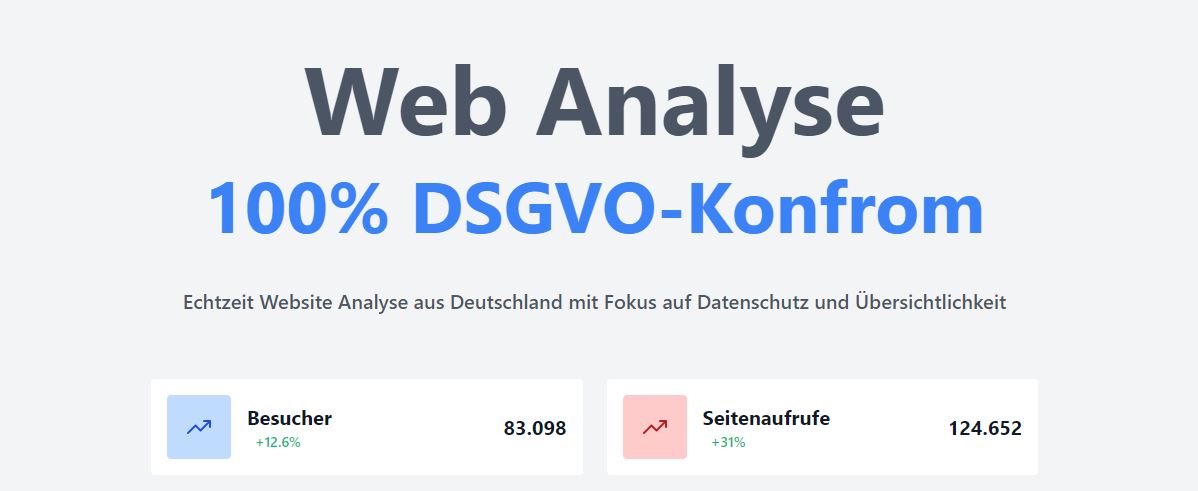 Web Analyse
100% DSGVO-Konfrom
Echtzeit Website Analyse aus Deutschland mit Fokus auf Datenschutz und Übersichtlichkeit
Besucher
+12.6%
83.098
Seitenaufrufe
+31%
124.652